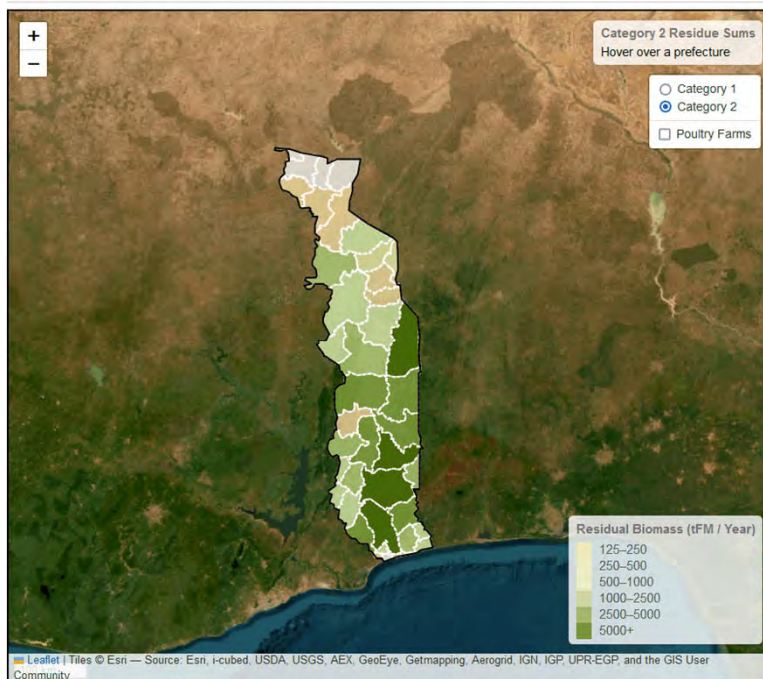 +
−
Category 2 Residue Sums
Hover over a prefecture
Category 1
Category 2
Poultry Farms
Residual Biomass (tFM / Year)
125–250
250–500
500–1000
1000–2500
2500–5000
5000+
Leaflet | Tiles © Esri — Source: Esri, i-cubed, USDA, USGS, AEX, GeoEye, Getmapping, Aerogrid, IGN, IGP, UPR-EGP, and the GIS User
Community